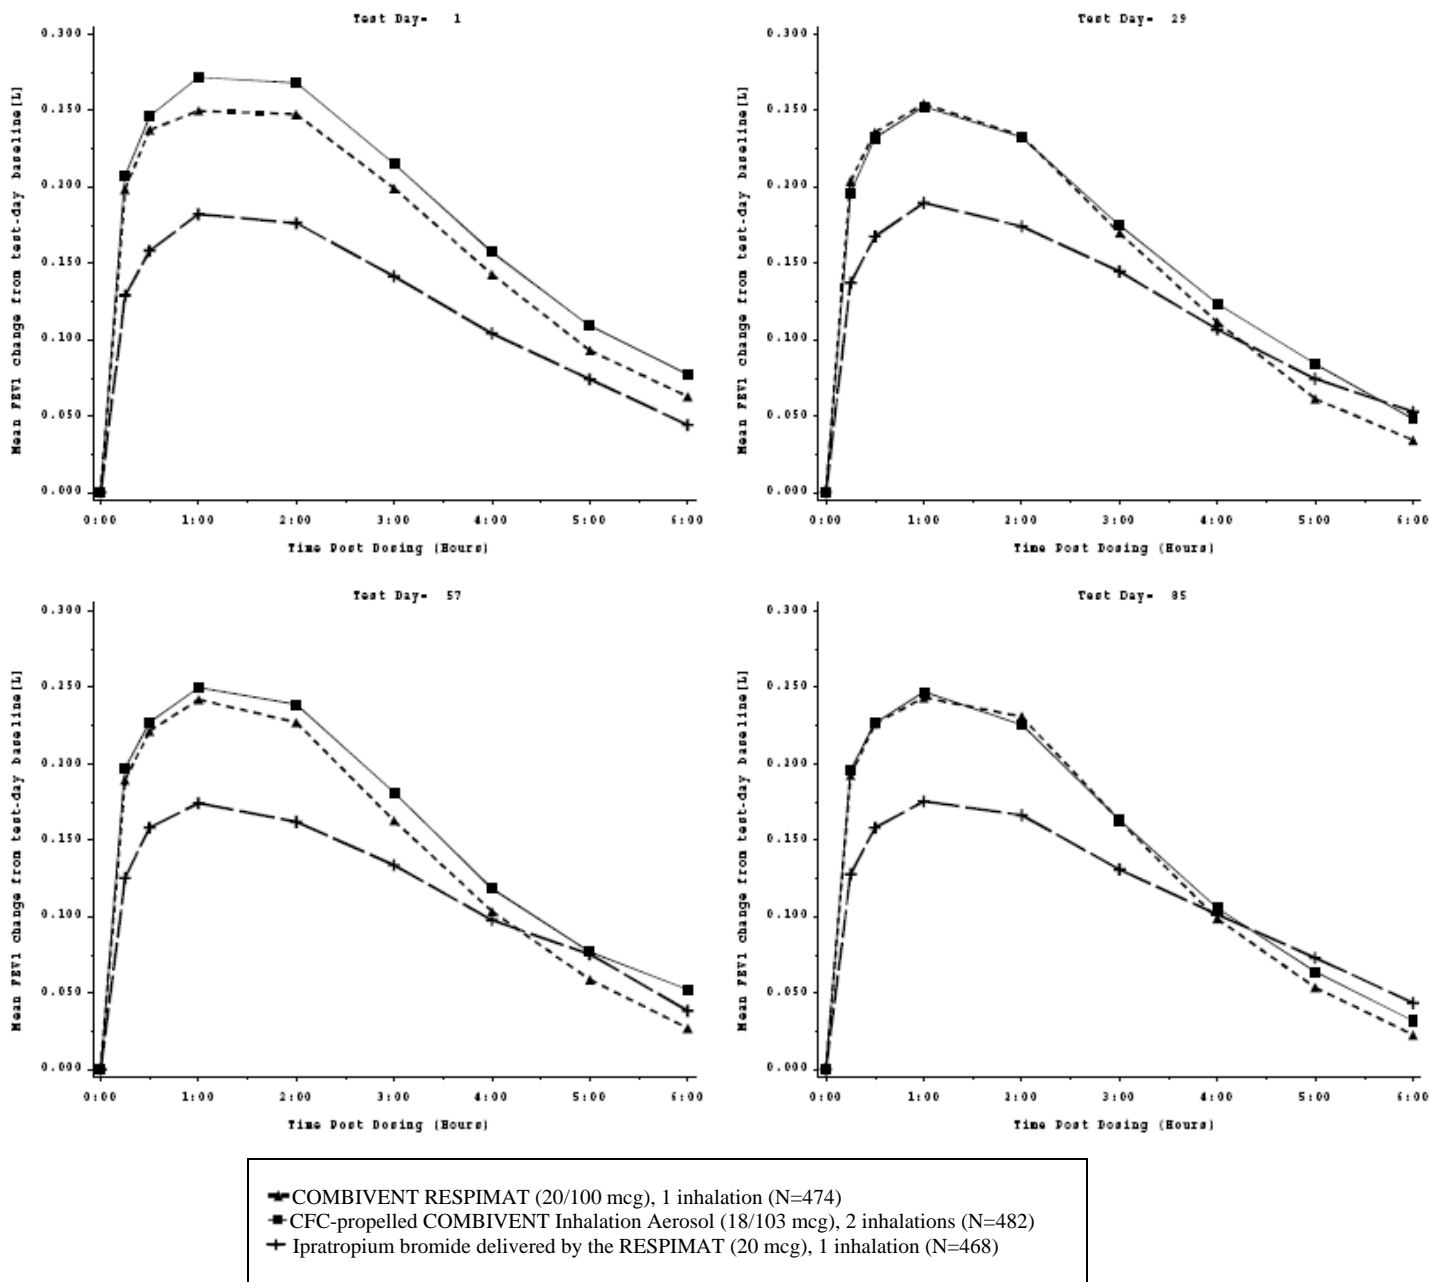 Test Day- 1
Mean FEV1 change from test-day baseline[L]
0.300
0.250
0.200
0.150
0.100
0.050
0.000
0:00 1:00 2:00 3:00 4:00 5:00 6:00
Time Post Dosing (Hours)
Test Day- 29
Mean FEV1 change from test-day baseline[L]
0.300
0.250
0.200
0.150
0.100
0.050
0.000
0:00 1:00 2:00 3:00 4:00 5:00 6:00
Time Post Dosing (Hours)
Test Day- 57
Mean FEV1 change from test-day baseline[L]
0.300
0.250
0.200
0.150
0.100
0.050
0.000
0:00 1:00 2:00 3:00 4:00 5:00 6:00
Time Post Dosing (Hours)
Test Day- 85
Mean FEV1 change from test-day baseline[L]
0.300
0.250
0.200
0.150
0.100
0.050
0.000
0:00 1:00 2:00 3:00 4:00 5:00 6:00
Time Post Dosing (Hours)
COMBIVENT RESPIMAT (20/100 mcg), 1 inhalation (N=474)
CFC-propelled COMBIVENT Inhalation Aerosol (18/103 mcg), 2 inhalations (N=482)
Ipratropium bromide delivered by the RESPIMAT (20 mcg), 1 inhalation (N=468)